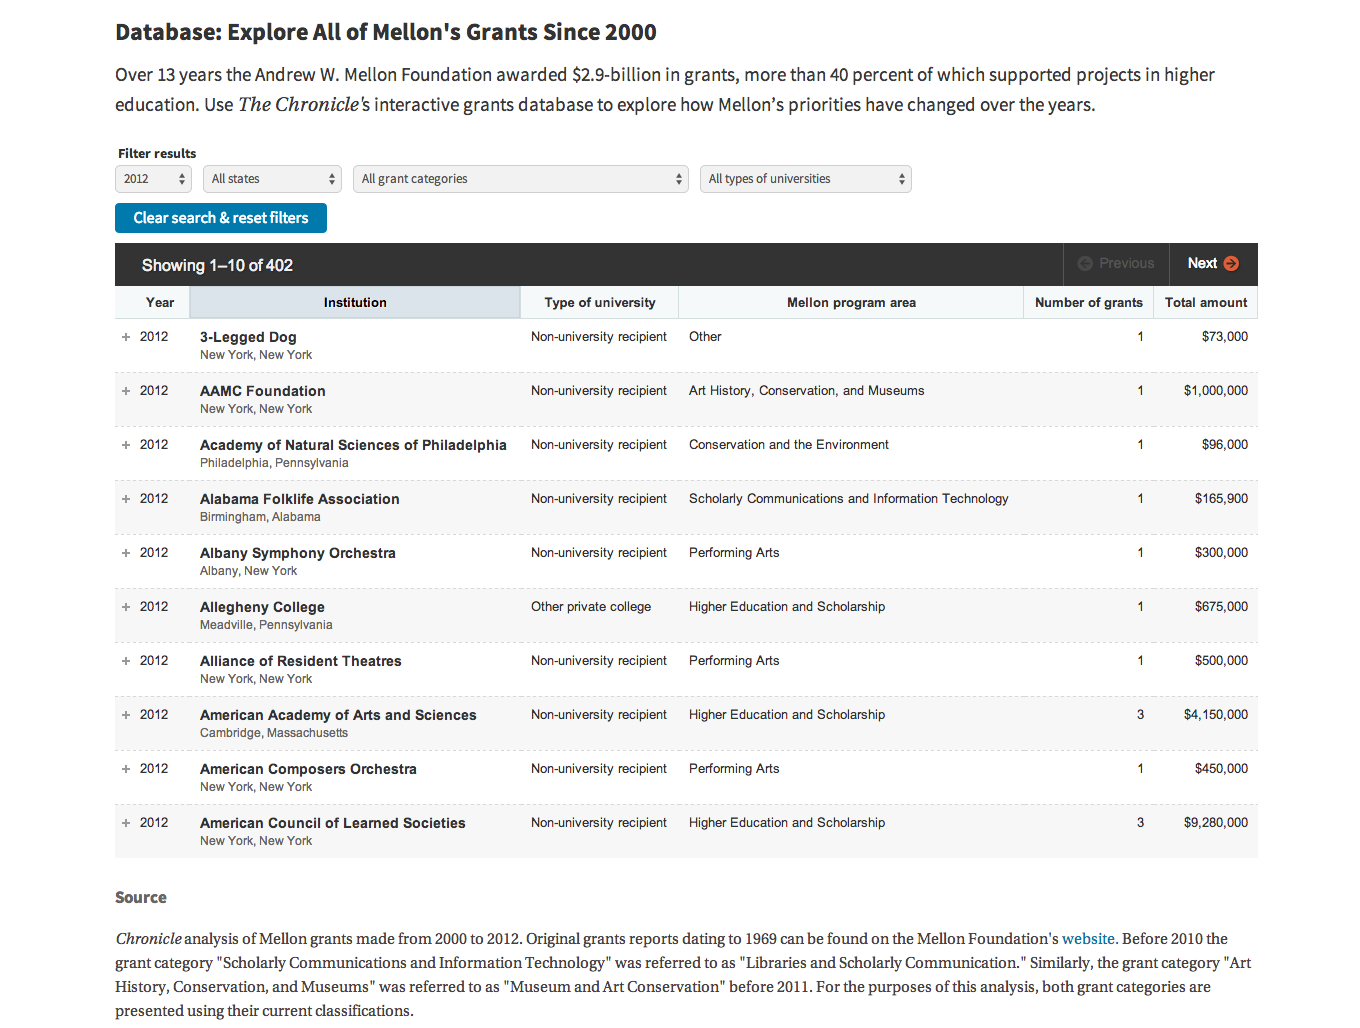 Database: Explore All of Mellon's Grants Since 2000
Over 13 years the Andrew W. Mellon Foundation awarded $2.9-billion in grants, more than 40 percent of which supported projects in higher
education. Use The Chronicle's interactive grants database to explore how Mellon’s priorities have changed over the years.
Filter results
2012 All states All grant categories All types of universities
Clear search & reset filters
Showing 1–10 of 402 Previous Next
Year Institution Type of university Mellon program area Number of grants Total amount
+ 2012 3-Legged Dog Non-university recipient Other 1 $73,000
New York, New York
+ 2012 AAMC Foundation Non-university recipient Art History, Conservation, and Museums 1 $1,000,000
New York, New York
+ 2012 Academy of Natural Sciences of Philadelphia Non-university recipient Conservation and the Environment 1 $96,000
Philadelphia, Pennsylvania
+ 2012 Alabama Folklife Association Non-university recipient Scholarly Communications and Information Technology 1 $165,900
Birmingham, Alabama
+ 2012 Albany Symphony Orchestra Non-university recipient Performing Arts 1 $300,000
Albany, New York
+ 2012 Allegheny College Other private college Higher Education and Scholarship 1 $675,000
Meadville, Pennsylvania
+ 2012 Alliance of Resident Theatres Non-university recipient Performing Arts 1 $500,000
New York, New York
+ 2012 American Academy of Arts and Sciences Non-university recipient Higher Education and Scholarship 3 $4,150,000
Cambridge, Massachusetts
+ 2012 American Composers Orchestra Non-university recipient Performing Arts 1 $450,000
New York, New York
+ 2012 American Council of Learned Societies Non-university recipient Higher Education and Scholarship 3 $9,280,000
New York, New York
Source
Chronicle analysis of Mellon grants made from 2000 to 2012. Original grants reports dating to 1969 can be found on the Mellon Foundation's website. Before 2010 the
grant category "Scholarly Communications and Information Technology" was referred to as "Libraries and Scholarly Communication." Similarly, the grant category "Art
History, Conservation, and Museums" was referred to as "Museum and Art Conservation" before 2011. For the purposes of this analysis, both grant categories are
presented using their current classifications.